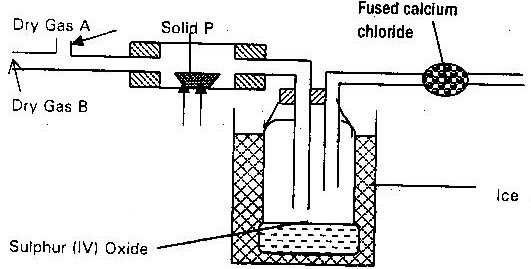 Dry Gas A
Solid P
Fused calcium
chloride
Dry Gas B
Ice
Sulphur (IV) Oxide